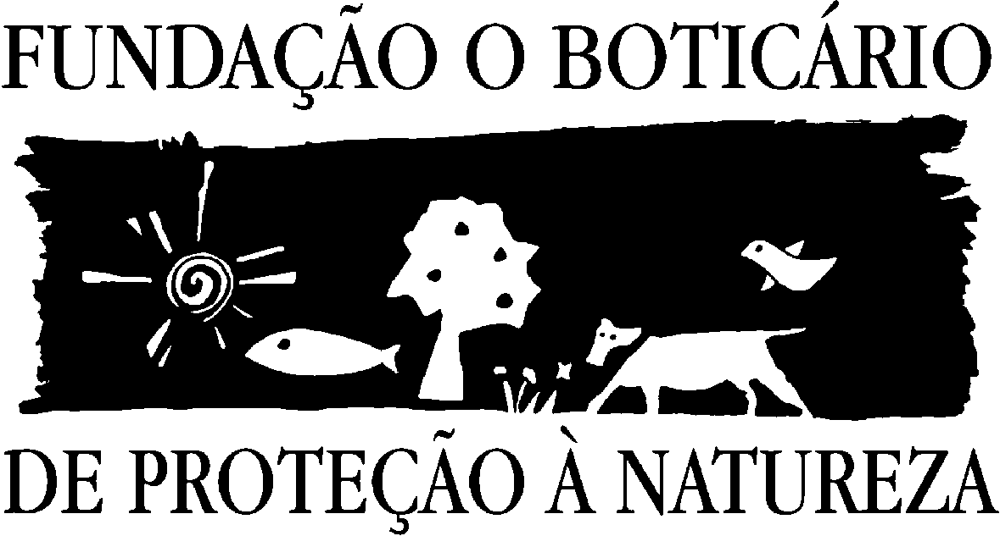 FUNDAÇÃO O BOTICÁRIO
DE PROTEÇÃO À NATUREZA